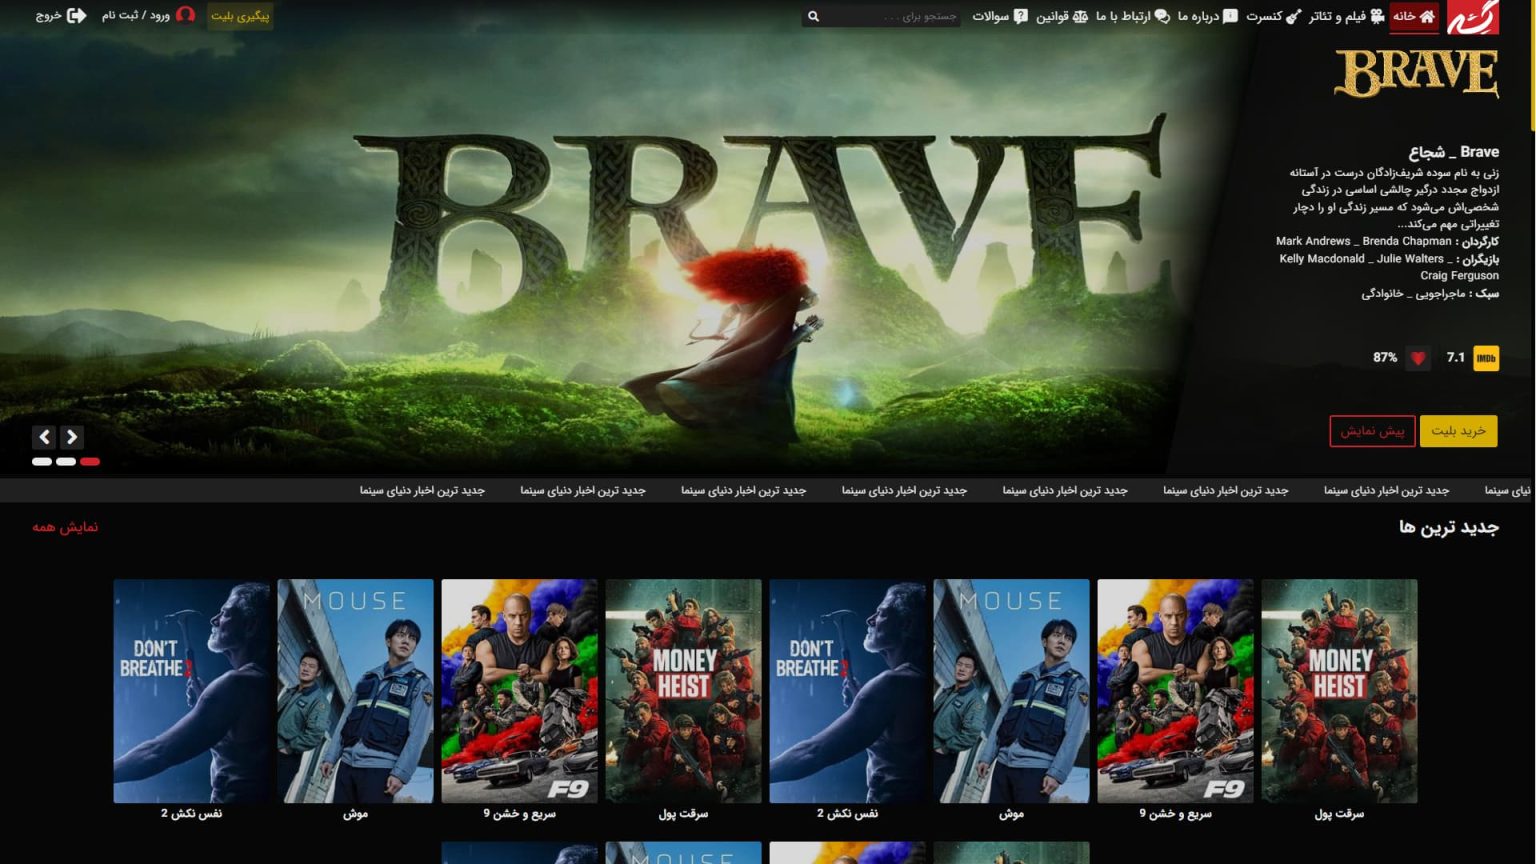 خانه
فیلم و تئاتر
کنسرت
درباره ما
ارتباط با ما
قوانین
سوالات
جستجو برای . . .
پیگیری بلیت
ورود / ثبت نام
خروج
BRAVE
BRAVE
Brave _ شجاع
زنی به نام سوده شریف‌زادگان درست در آستانه
ازدواج مجدد درگیر چالشی اساسی در زندگی
شخصی‌اش می‌شود که مسیر زندگی او را دچار
تغییراتی مهم می‌کند...
کارگردان : Mark Andrews _ Brenda Chapman
بازیگران : Kelly Macdonald _ Julie Walters _
Craig Ferguson
سبک : ماجراجویی _ خانوادگی
IMDb 7.1 87%
خرید بلیت
پیش نمایش
نیای سینما جدید ترین اخبار دنیای سینما جدید ترین اخبار دنیای سینما جدید ترین اخبار دنیای سینما جدید ترین اخبار دنیای سینما جدید ترین اخبار دنیای سینما جدید ترین اخبار دنیای سینما جدید ترین اخبار دنیای سینما
جدید ترین ها
نمایش همه
MONEY
HEIST
سرقت پول
F9
سریع و خشن 9
MOUSE
موش
DON'T
BREATHE 2
نفس نکش 2
MONEY
HEIST
سرقت پول
F9
سریع و خشن 9
MOUSE
موش
DON'T
BREATHE 2
نفس نکش 2
MOUSE